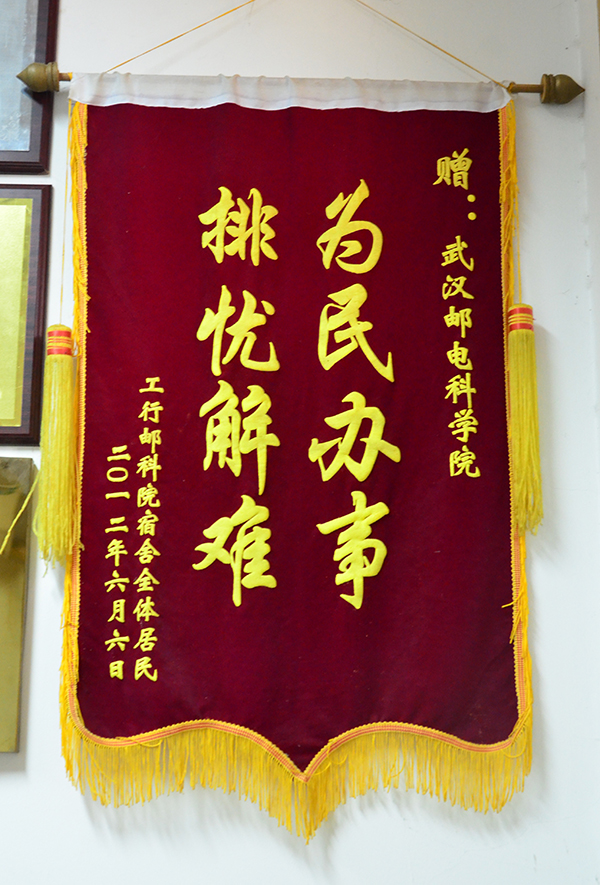 赠：武汉邮电科学院
为民办事
排忧解难
工行邮科院宿舍全体居民
二〇一二年六月六日